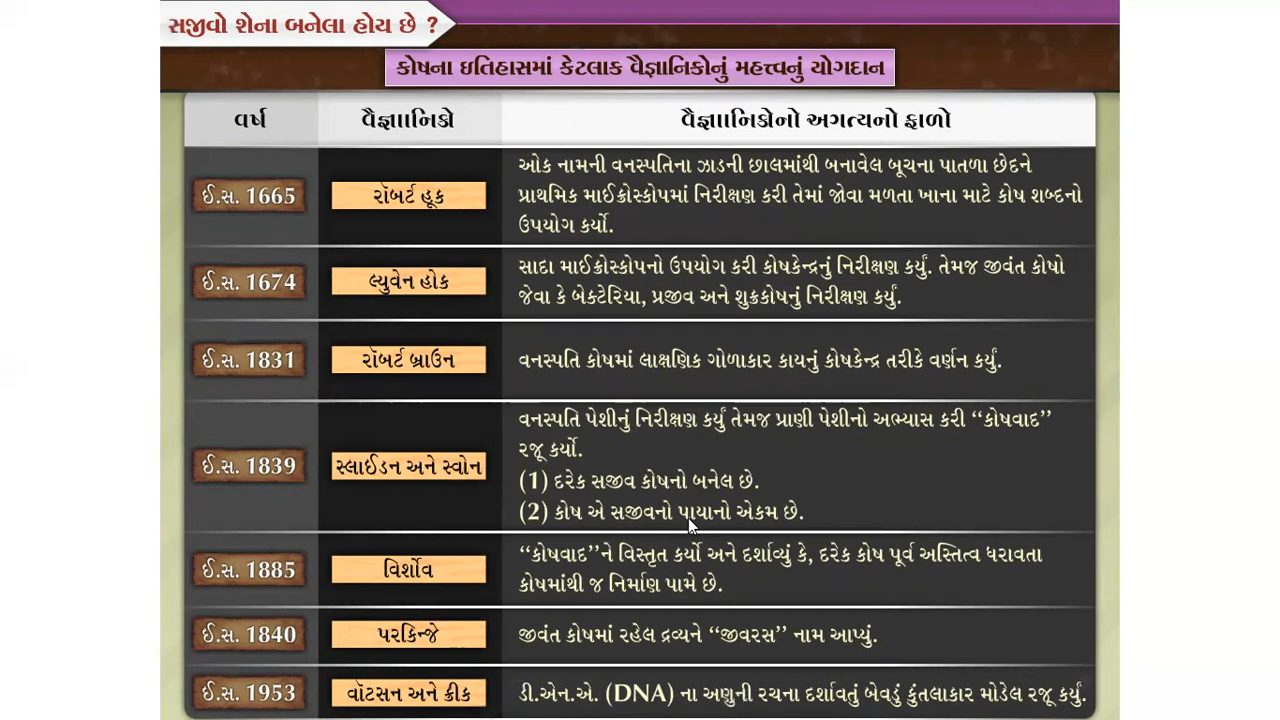 સજીવો શેના બનેલા હોય છે ?
કોષના ઇતિહાસમાં કેટલાક વૈજ્ઞાનિકોનું મહત્ત્વનું યોગદાન
વર્ષ વૈજ્ઞાાનિકો વૈજ્ઞાાનિકોનો અગત્યનો ફાળો
ઈ.સ. 1665 રૉબર્ટ હૂક
ઓક નામની વનસ્પતિના ઝાડની છાલમાંથી બનાવેલ બૂચના પાતળા છેદને
પ્રાથમિક માઈક્રોસ્કોપમાં નિરીક્ષણ કરી તેમાં જોવા મળતા ખાના માટે કોષ શબ્દનો
ઉપયોગ કર્યો.
ઈ.સ. 1674 લ્યુવેન હોક
સાદા માઈક્રોસ્કોપનો ઉપયોગ કરી કોષકેન્દ્રનું નિરીક્ષણ કર્યું. તેમજ જીવંત કોષો
જેવા કે બેક્ટેરિયા, પ્રજીવ અને શુક્રકોષનું નિરીક્ષણ કર્યું.
ઈ.સ. 1831 રૉબર્ટ બ્રાઉન
વનસ્પતિ કોષમાં લાક્ષણિક ગોળાકાર કાયનું કોષકેન્દ્ર તરીકે વર્ણન કર્યું.
ઈ.સ. 1839 સ્લાઈડન અને સ્વોન
વનસ્પતિ પેશીનું નિરીક્ષણ કર્યું તેમજ પ્રાણી પેશીનો અભ્યાસ કરી “કોષવાદ”
રજૂ કર્યો.
(1) દરેક સજીવ કોષનો બનેલ છે.
(2) કોષ એ સજીવનો પાયાનો એકમ છે.
ઈ.સ. 1885 વિર્શોવ
“કોષવાદ”ને વિસ્તૃત કર્યો અને દર્શાવ્યું કે, દરેક કોષ પૂર્વ અસ્તિત્વ ધરાવતા
કોષમાંથી જ નિર્માણ પામે છે.
ઈ.સ. 1840 પરકિન્જે
જીવંત કોષમાં રહેલ દ્રવ્યને “જીવરસ” નામ આપ્યું.
ઈ.સ. 1953 વૉટસન અને ક્રીક
ડી.એન.એ. (DNA) ના અણુની રચના દર્શાવતું બેવડું કુંતલાકાર મોડેલ રજૂ કર્યું.